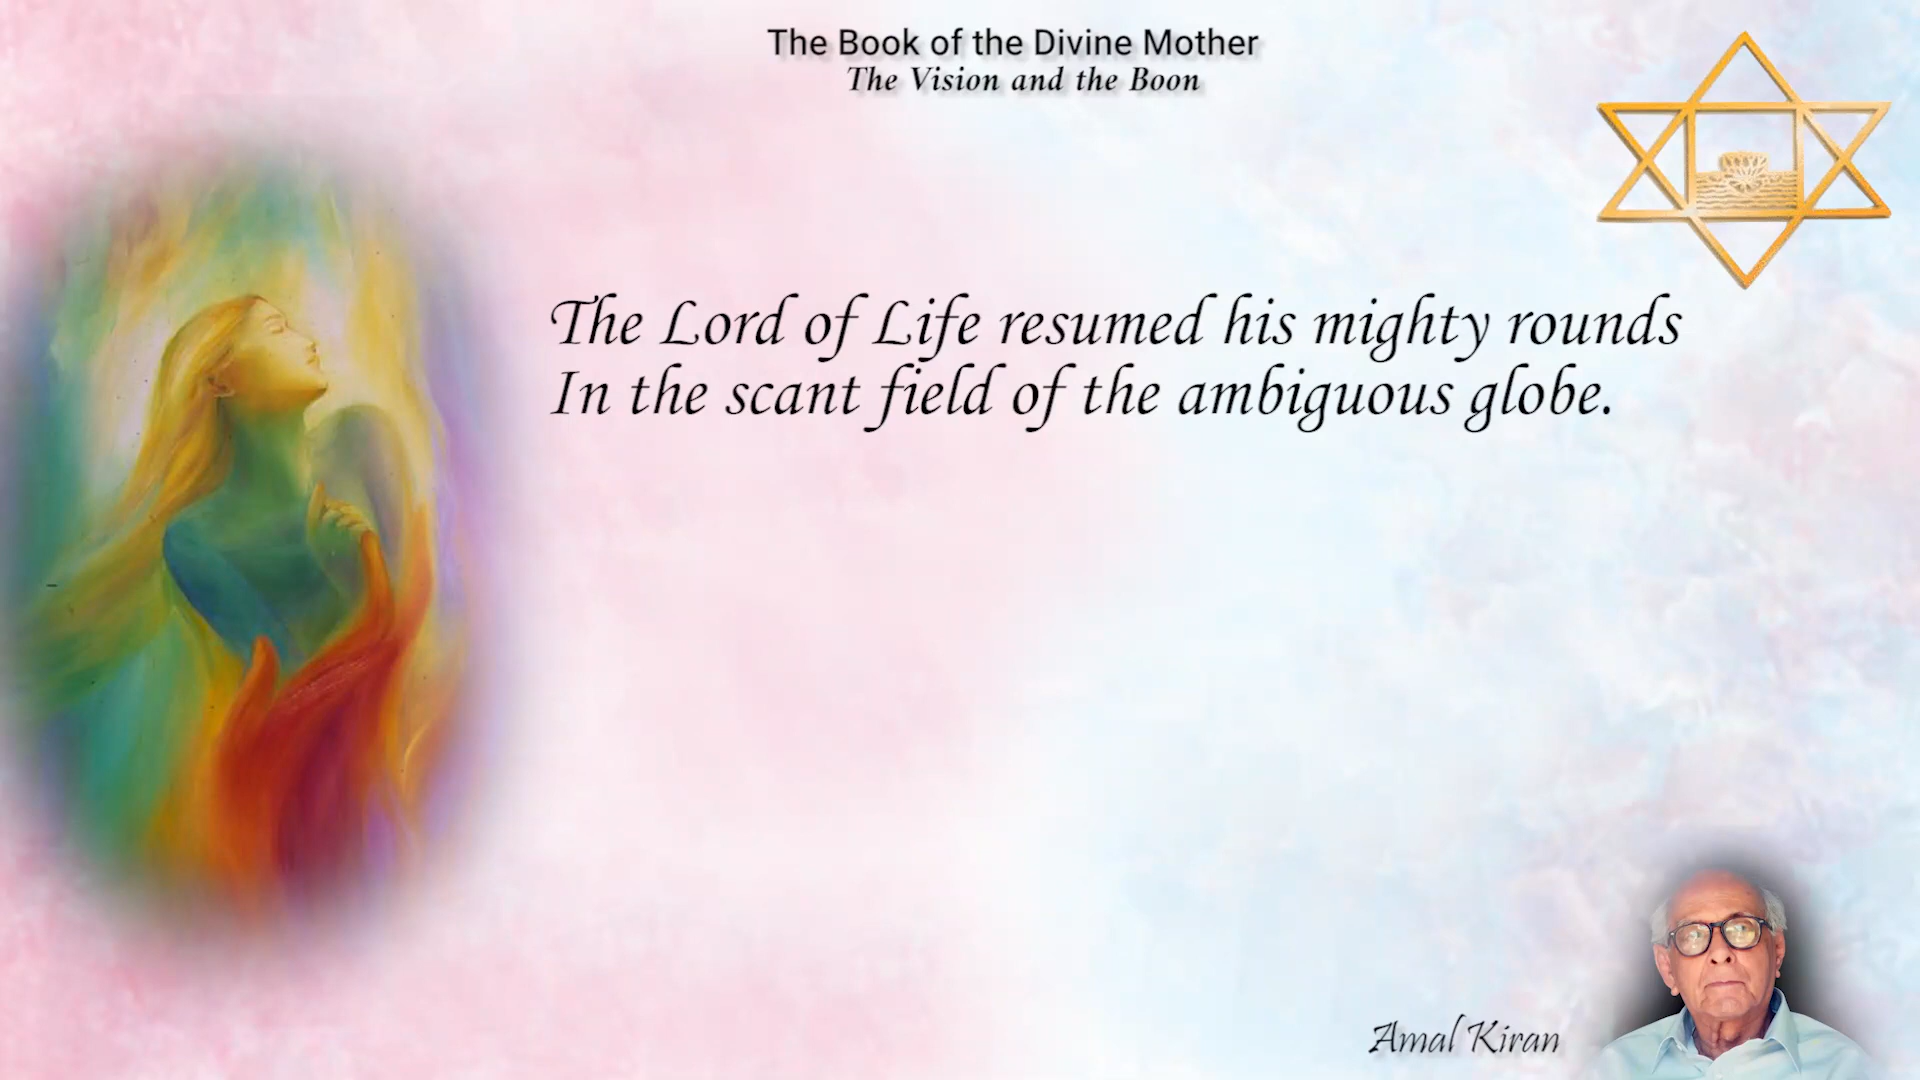 The Book of the Divine Mother
The Vision and the Boon
The Lord of Life resumed his mighty rounds
In the scant field of the ambiguous globe.
Amal Kiran